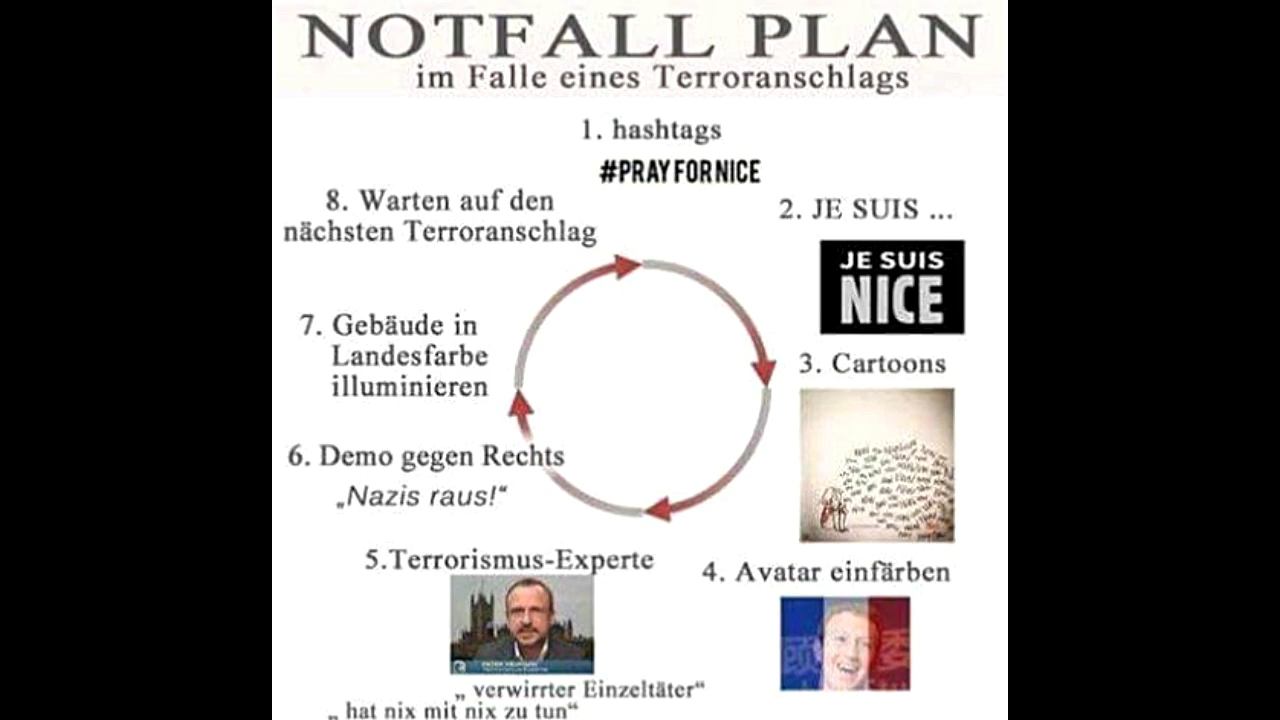 NOTFALL PLAN
im Falle eines Terroranschlags
1. hashtags
#PRAYFORNICE
2. JE SUIS ...
JE SUIS
NICE
3. Cartoons
4. Avatar einfärben
5.Terrorismus-Experte
„ verwirrter Einzeltäter“
„ hat nix mit nix zu tun“
6. Demo gegen Rechts
„Nazis raus!“
7. Gebäude in
Landesfarbe
illuminieren
8. Warten auf den
nächsten Terroranschlag